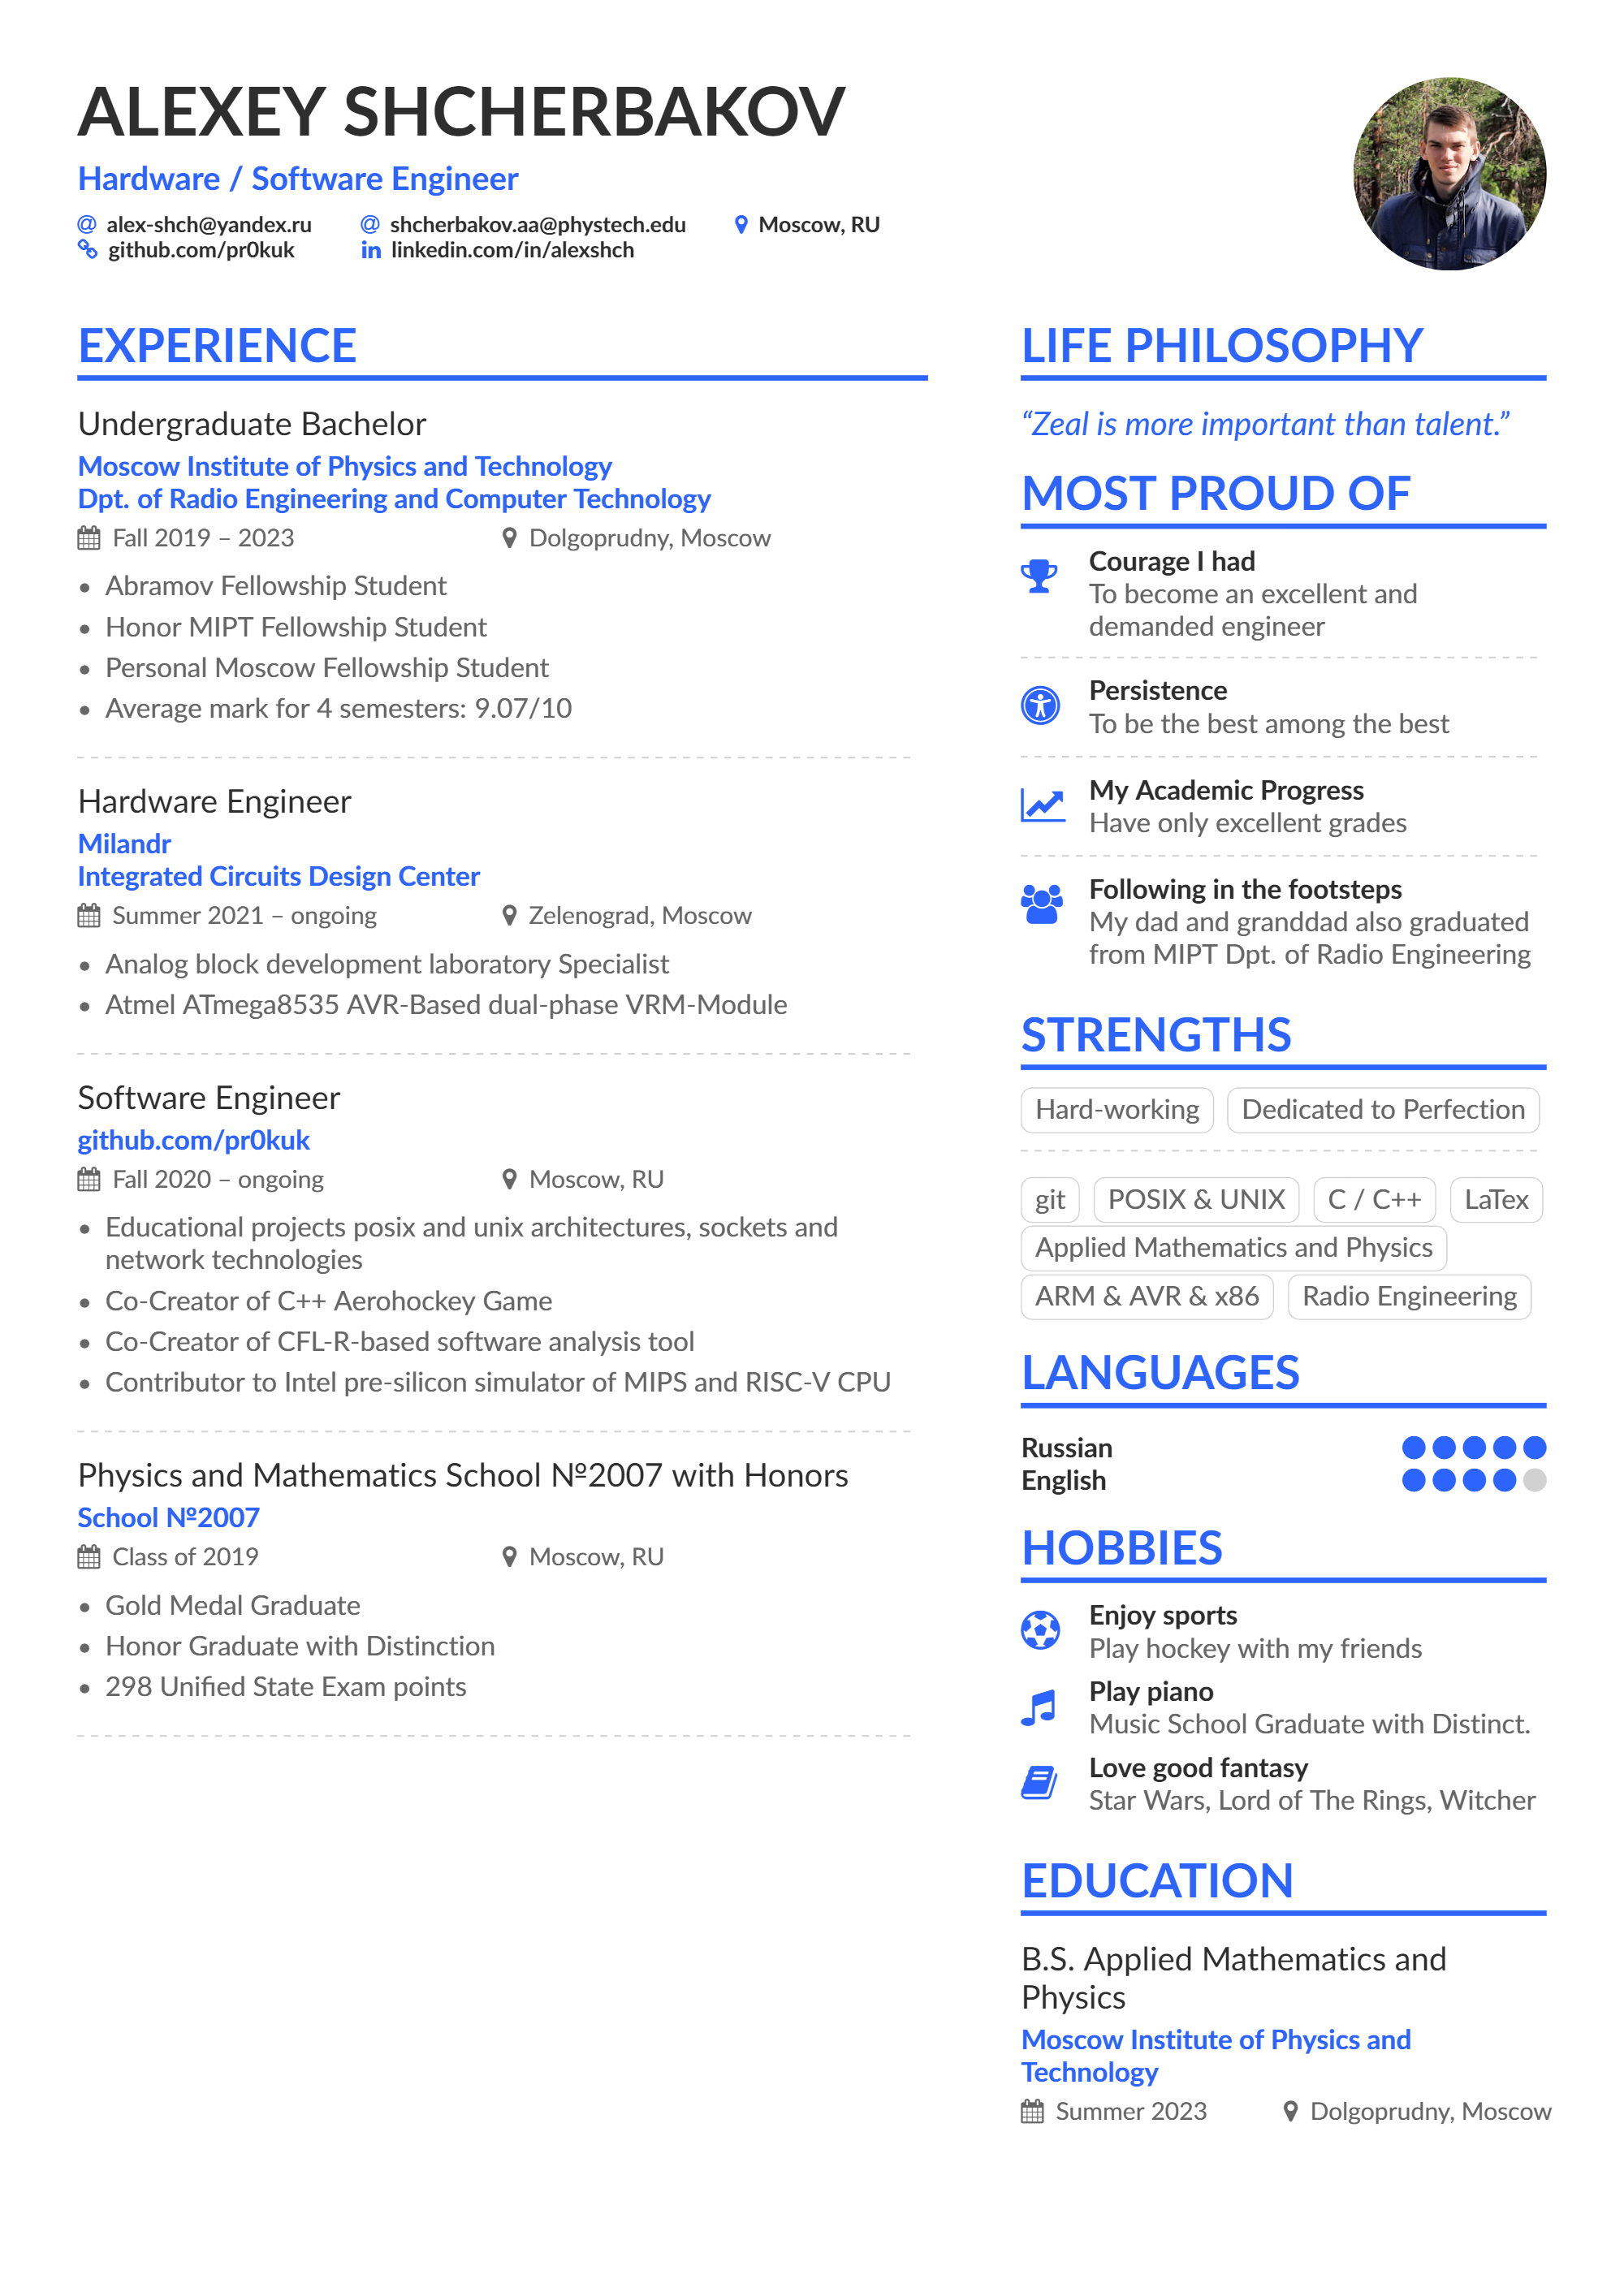 ALEXEY SHCHERBAKOV
Hardware / Software Engineer
@ alex-shch@yandex.ru @ shcherbakov.aa@phystech.edu Moscow, RU
github.com/pr0kuk in linkedin.com/in/alexshch
EXPERIENCE
Undergraduate Bachelor
Moscow Institute of Physics and Technology
Dpt. of Radio Engineering and Computer Technology
Fall 2019 – 2023 Dolgoprudny, Moscow
• Abramov Fellowship Student
• Honor MIPT Fellowship Student
• Personal Moscow Fellowship Student
• Average mark for 4 semesters: 9.07/10
Hardware Engineer
Milandr
Integrated Circuits Design Center
Summer 2021 – ongoing Zelenograd, Moscow
• Analog block development laboratory Specialist
• Atmel ATmega8535 AVR-Based dual-phase VRM-Module
Software Engineer
github.com/pr0kuk
Fall 2020 – ongoing Moscow, RU
• Educational projects posix and unix architectures, sockets and
network technologies
• Co-Creator of C++ Aerohockey Game
• Co-Creator of CFL-R-based software analysis tool
• Contributor to Intel pre-silicon simulator of MIPS and RISC-V CPU
Physics and Mathematics School №2007 with Honors
School №2007
Class of 2019 Moscow, RU
• Gold Medal Graduate
• Honor Graduate with Distinction
• 298 Unified State Exam points
LIFE PHILOSOPHY
“Zeal is more important than talent.”
MOST PROUD OF
Courage I had
To become an excellent and
demanded engineer
Persistence
To be the best among the best
My Academic Progress
Have only excellent grades
Following in the footsteps
My dad and granddad also graduated
from MIPT Dpt. of Radio Engineering
STRENGTHS
Hard-working Dedicated to Perfection
git POSIX & UNIX C / C++ LaTex
Applied Mathematics and Physics
ARM & AVR & x86 Radio Engineering
LANGUAGES
Russian
English
HOBBIES
Enjoy sports
Play hockey with my friends
Play piano
Music School Graduate with Distinct.
Love good fantasy
Star Wars, Lord of The Rings, Witcher
EDUCATION
B.S. Applied Mathematics and
Physics
Moscow Institute of Physics and
Technology
Summer 2023 Dolgoprudny, Moscow